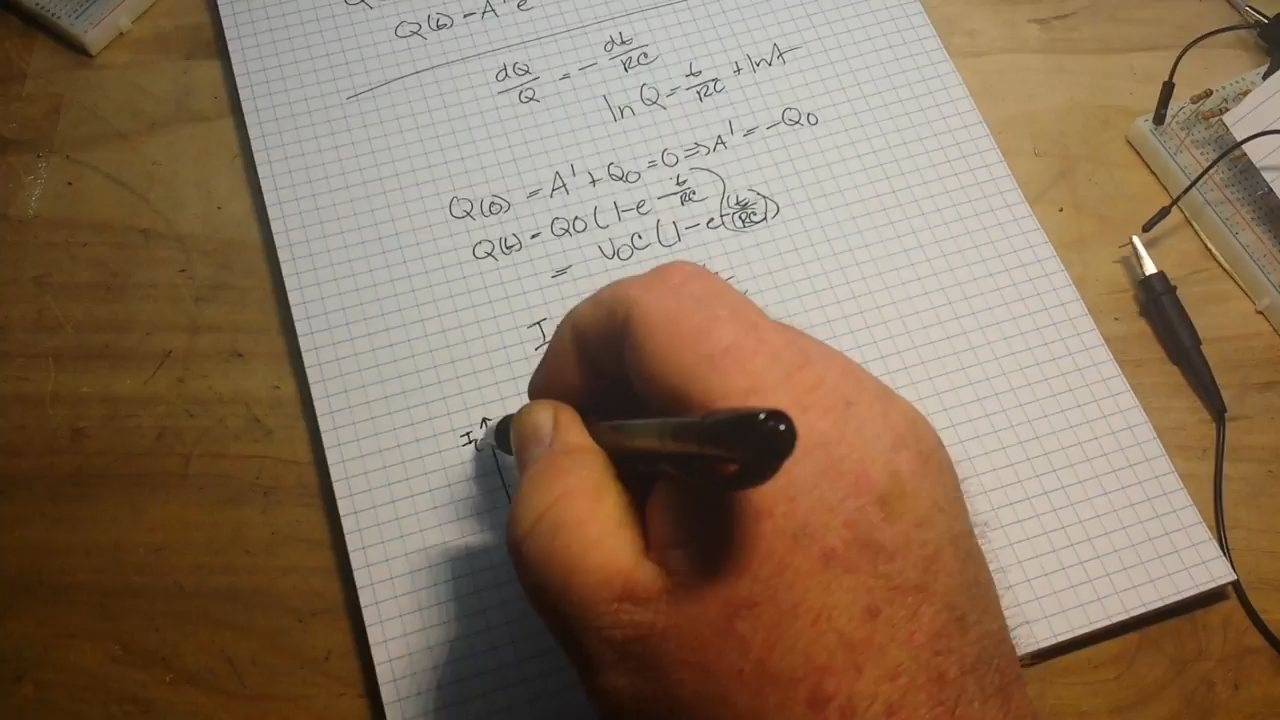 Q(t) = A'e
dQ/Q = - dt/RC
ln Q = t/RC + ln A
Q(0) = A' + Q0 = 0 ⇒ A' = -Q0
Q(t) = Q0 (1-e - t/RC
= V0C (1-e (t/RC))
I
I